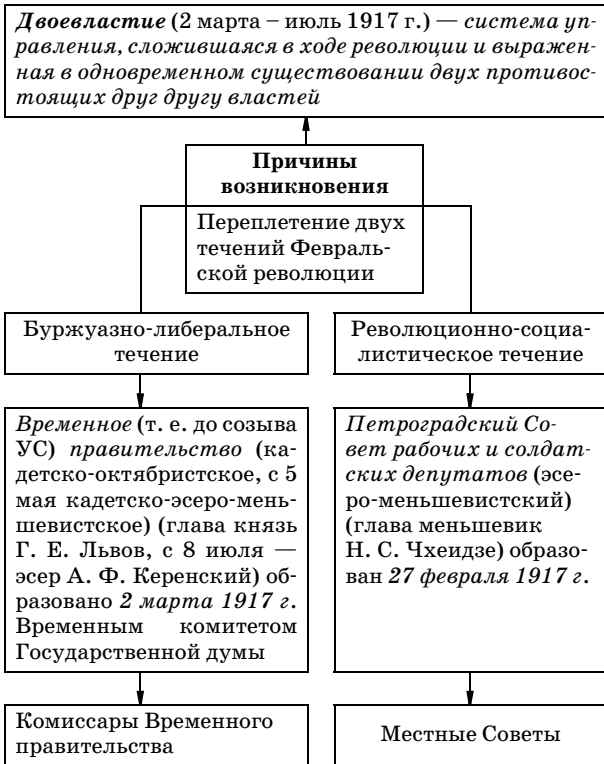 Двоевластие (2 марта – июль 1917 г.) — система уп-
равления, сложившаяся в ходе революции и выражен-
ная в одновременном существовании двух противос-
тоящих друг другу властей
Причины
возникновения
Переплетение двух
течений Февраль-
ской революции
Буржуазно-либеральное
течение
Революционно-социа-
листическое течение
Временное (т. е. до созыва
УС) правительство (ка-
детско-октябристское, с 5
мая кадетско-эсеро-мень-
шевистское) (глава князь
Г. Е. Львов, с 8 июля —
эсер А. Ф. Керенский) об-
разовано 2 марта 1917 г.
Временным комитетом
Государственной думы
Петроградский Со-
вет рабочих и солдат-
ских депутатов (эсе-
ро-меньшевистский)
(глава меньшевик
Н. С. Чхеидзе) образо-
ван 27 февраля 1917 г.
Комиссары Временного
правительства
Местные Советы